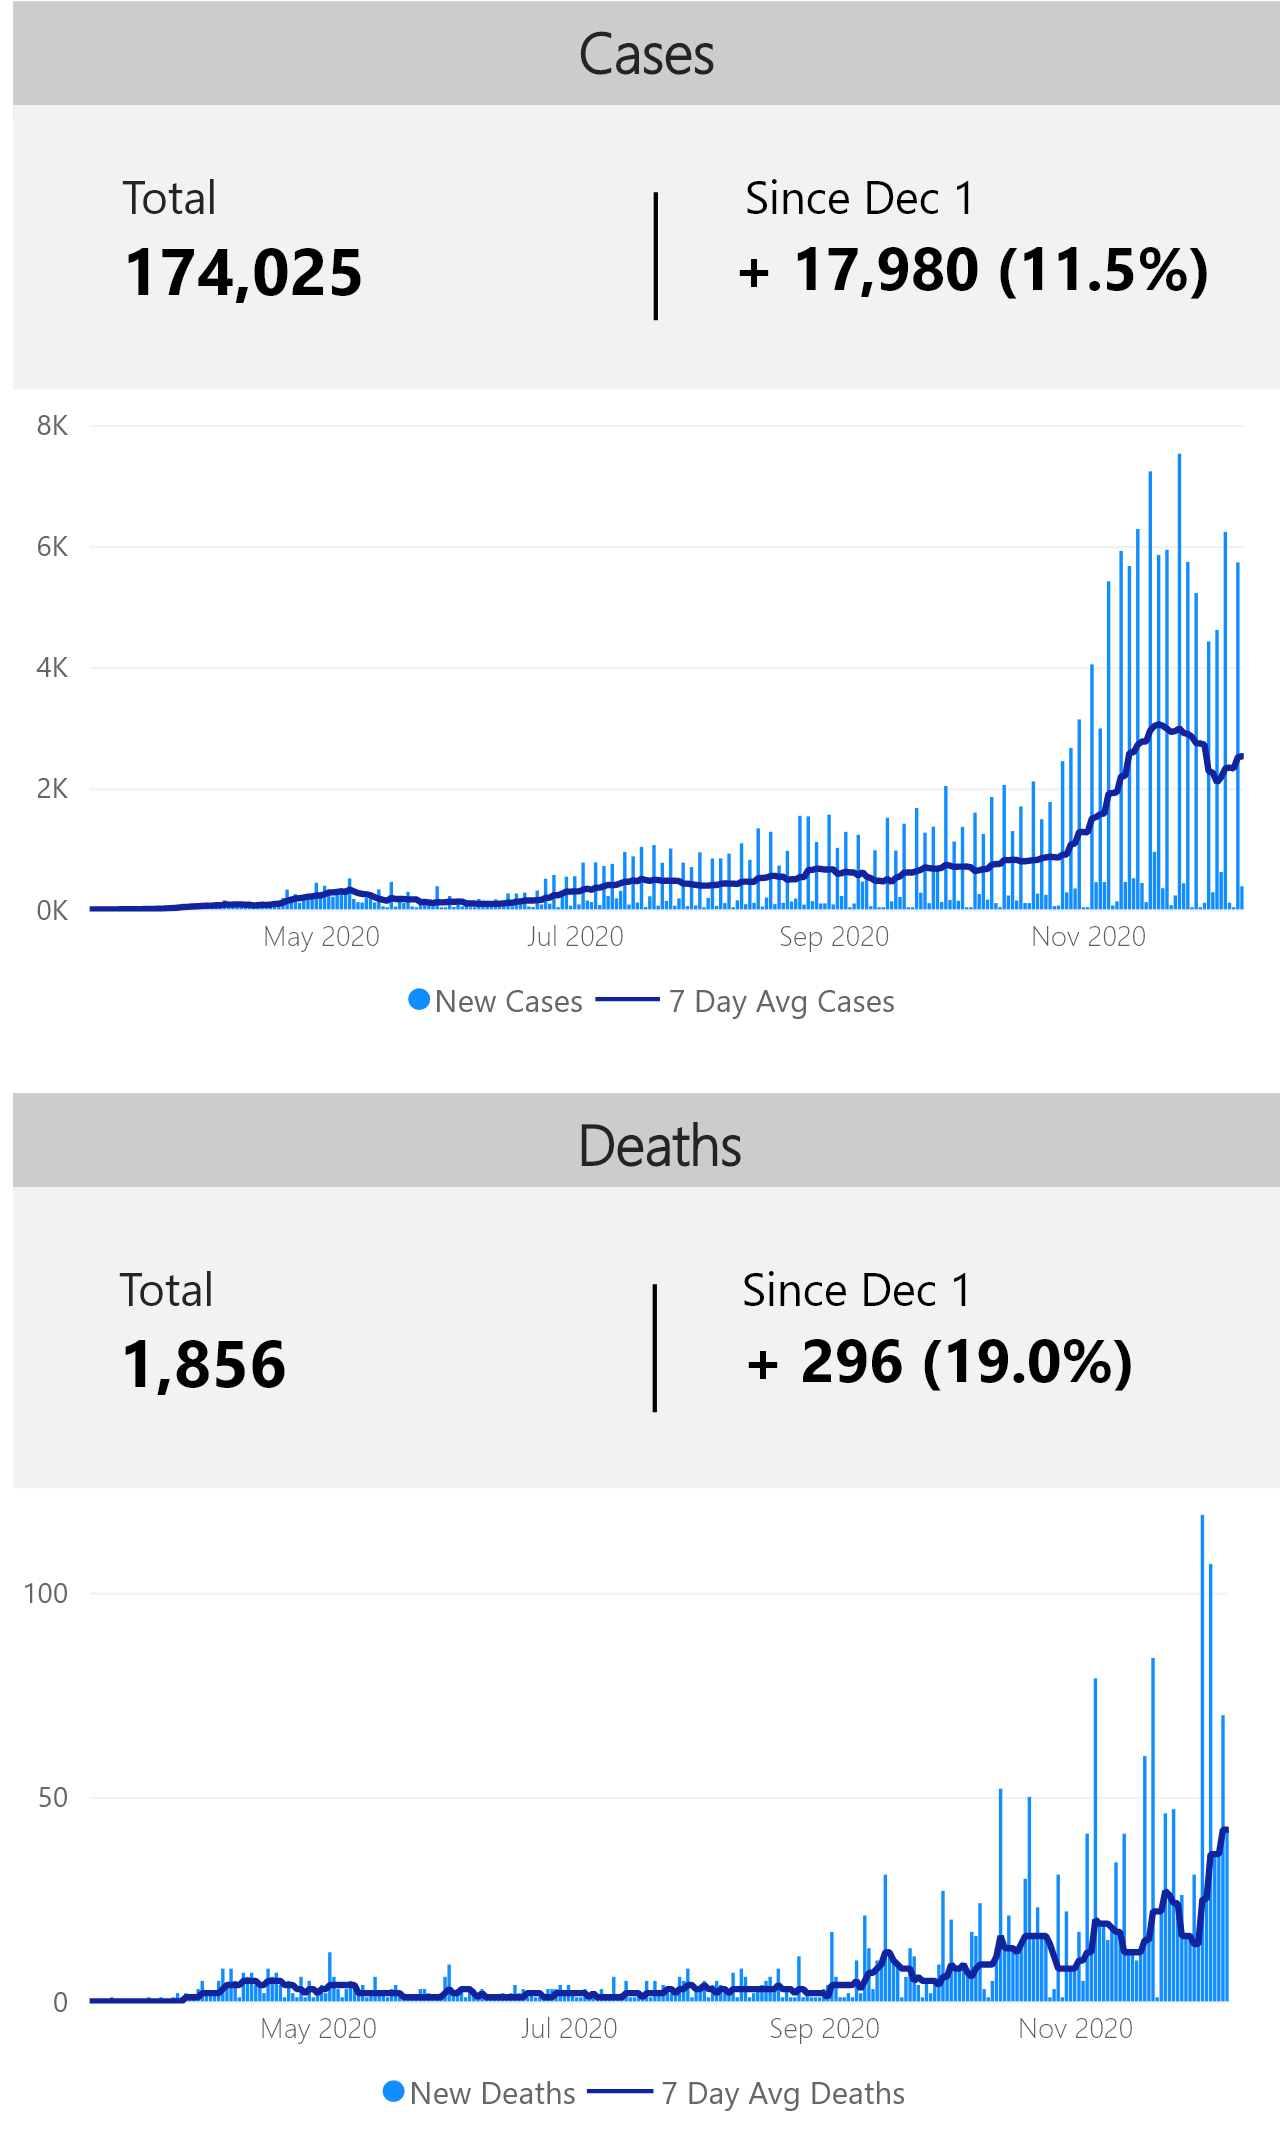 Cases
Total
Since Dec 1
174,025
+ 17,980 (11.5%)
8K
6K
4K
2K
0K
May 2020
Jul 2020
Sep 2020
Nov 2020
New Cases
7 Day Avg Cases
Deaths
Total
Since Dec 1
1,856
+ 296 (19.0%)
100
50
0
May 2020
Jul 2020
Sep 2020
Nov 2020
New Deaths
7 Day Avg Deaths